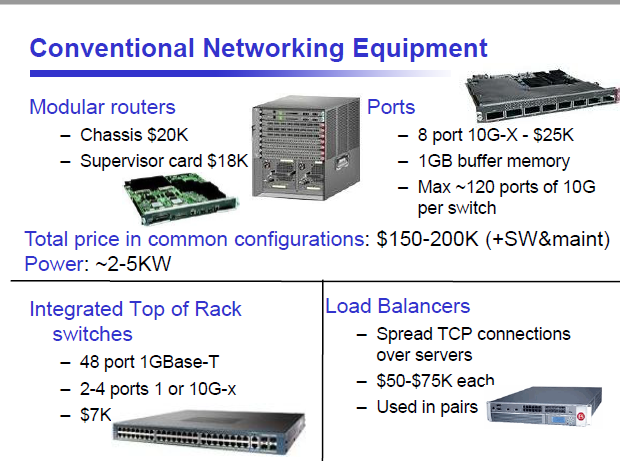 Conventional Networking Equipment
Modular routers
– Chassis $20K
– Supervisor card $18K
Ports
– 8 port 10G-X - $25K
– 1GB buffer memory
– Max ~120 ports of 10G
per switch
Total price in common configurations: $150-200K (+SW&maint)
Power: ~2-5KW
Integrated Top of Rack
switches
– 48 port 1GBase-T
– 2-4 ports 1 or 10G-x
– $7K
Load Balancers
– Spread TCP connections
over servers
– $50-$75K each
– Used in pairs